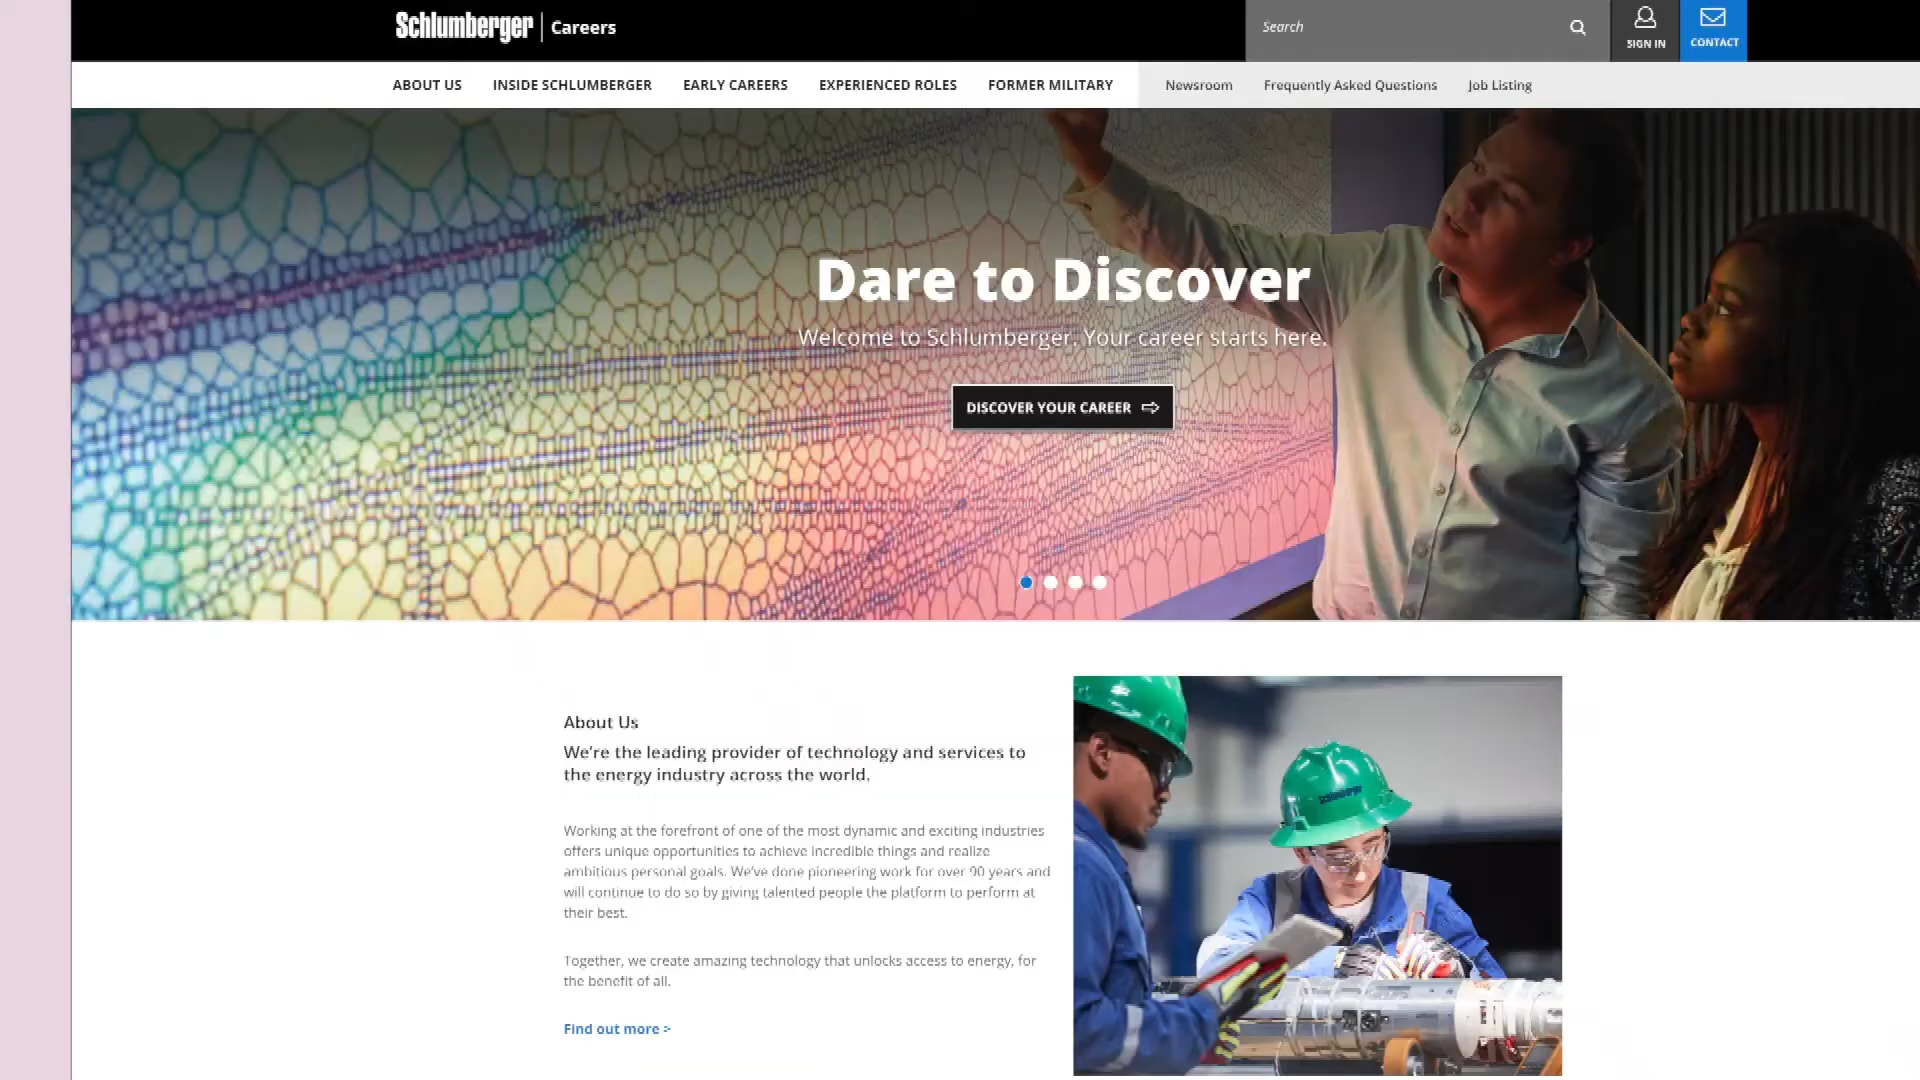 Schlumberger Careers
Search
SIGN IN
CONTACT
ABOUT US INSIDE SCHLUMBERGER EARLY CAREERS EXPERIENCED ROLES FORMER MILITARY Newsroom Frequently Asked Questions Job Listing
Dare to Discover
Welcome to Schlumberger. Your career starts here.
DISCOVER YOUR CAREER
About Us
We're the leading provider of technology and services to
the energy industry across the world.
Working at the forefront of one of the most dynamic and exciting industries
offers unique opportunities to achieve incredible things and realize
ambitious personal goals. We've done pioneering work for over 90 years and
will continue to do so by giving talented people the platform to perform at
their best.
Together, we create amazing technology that unlocks access to energy, for
the benefit of all.
Find out more >
Schlumberger